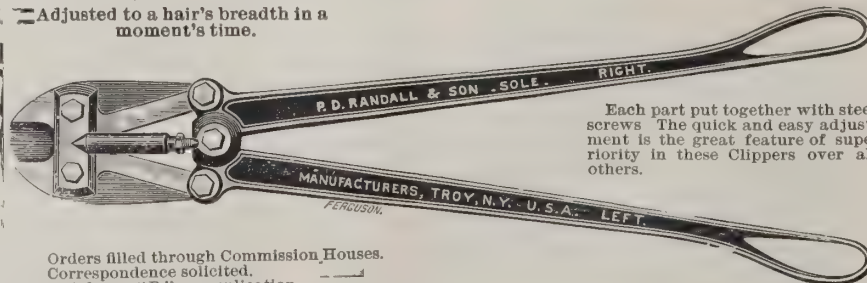 Adjusted to a hair's breadth in a
moment's time.
P. D. RANDALL & SON . SOLE. RIGHT.
Each part put together with stee
screws The quick and easy adjus
ment is the great feature of supe
riority in these Clippers over a
others.
MANUFACTURERS, TROY, N.Y. - U.S.A. LEFT.
FERGUSON.
Orders filled through Commission Houses.
Correspondence solicited.